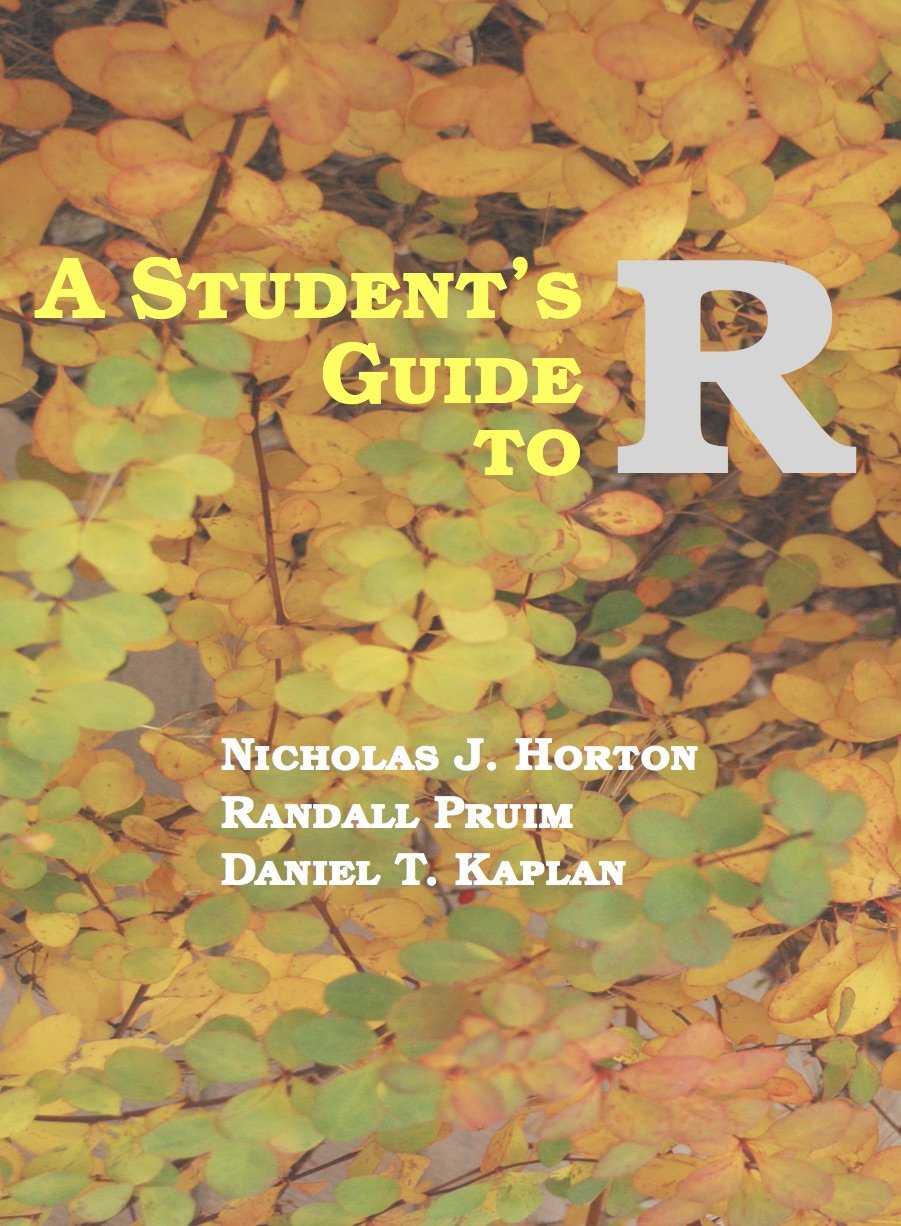 A STUDENT'S
GUIDE
TO
R
NICHOLAS J. HORTON
RANDALL PRUIM
DANIEL T. KAPLAN